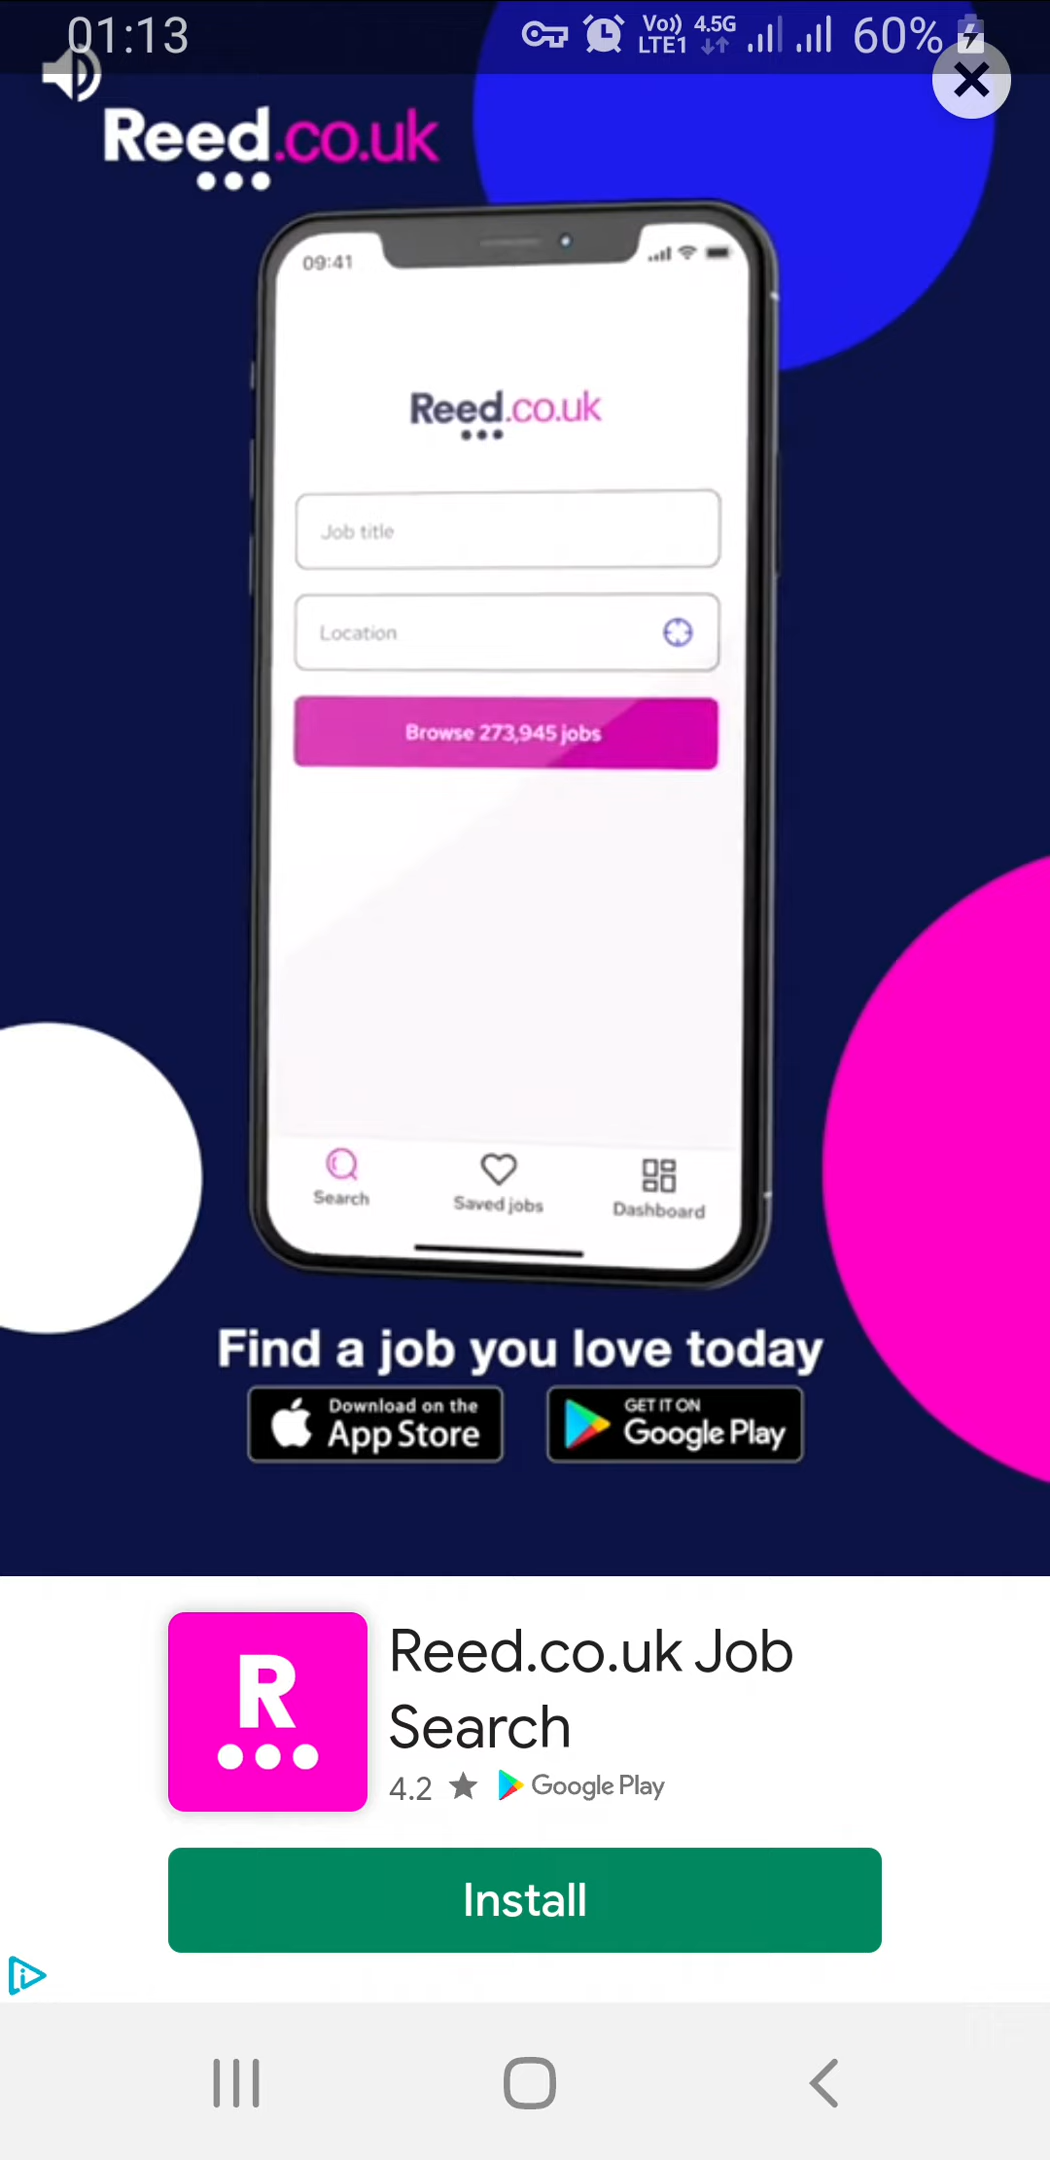 01:13
Vo)) 4.5G 60%
LTE1
Reed.co.uk
09:41
Reed.co.uk
Job title
Location
Browse 273,945 jobs
Search Saved jobs Dashboard
Find a job you love today
Download on the App Store
GET IT ON Google Play
R
Reed.co.uk Job
Search
4.2 Google Play
Install